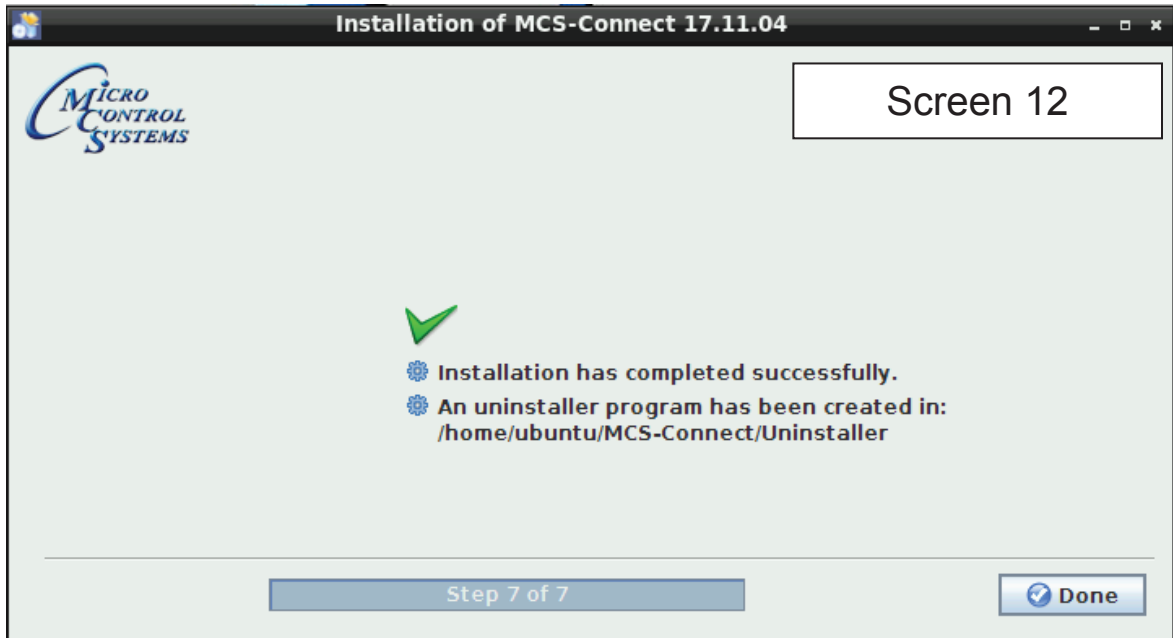 Installation of MCS-Connect 17.11.04
MICRO
CONTROL
SYSTEMS
Screen 12
Installation has completed successfully.
An uninstaller program has been created in:
/home/ubuntu/MCS-Connect/Uninstaller
Step 7 of 7
Done